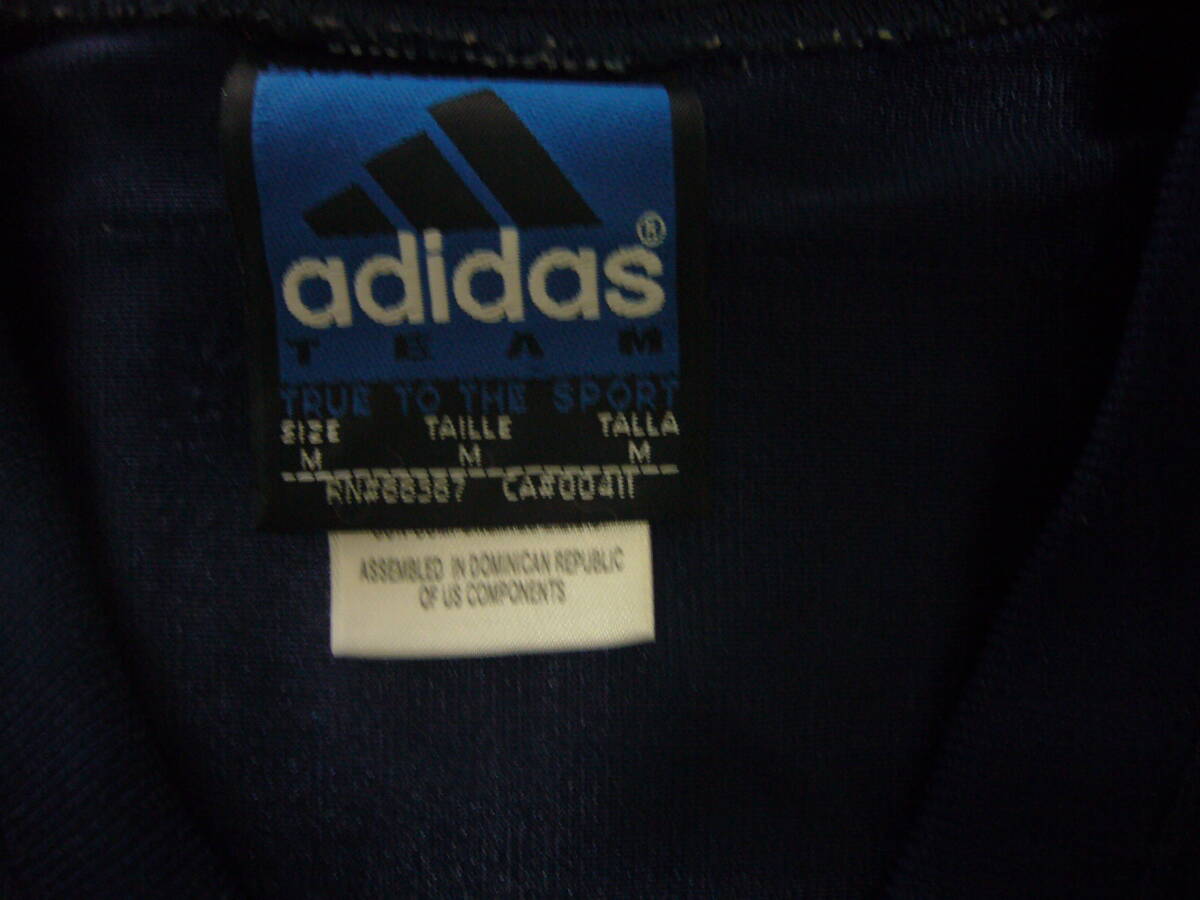 adidas®
TEAM
TRUE TO THE SPORT
SIZE TAILLE TALLA
M M M
RN#88387 CA#00411
ASSEMBLED IN DOMINICAN REPUBLIC
OF US COMPONENTS